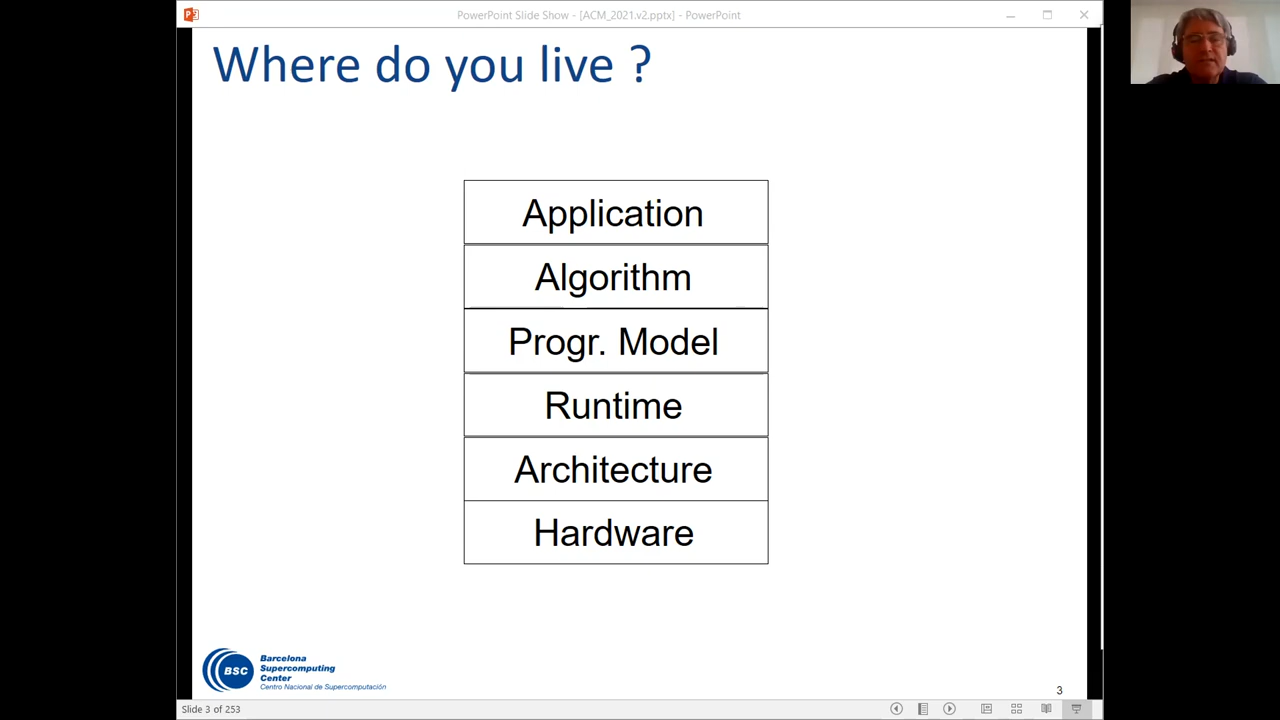 PowerPoint Slide Show - [ACM_2021.v2.pptx] - PowerPoint
Where do you live ?
Application
Algorithm
Progr. Model
Runtime
Architecture
Hardware
BSC
Barcelona
Supercomputing
Center
Centro Nacional de Supercomputación
3
Slide 3 of 253